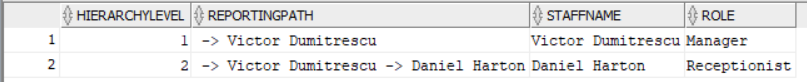 HIERARCHYLEVEL REPORTINGPATH STAFFNAME ROLE
1 1 -> Victor Dumitrescu Victor Dumitrescu Manager
2 2 -> Victor Dumitrescu -> Daniel Harton Daniel Harton Receptionist